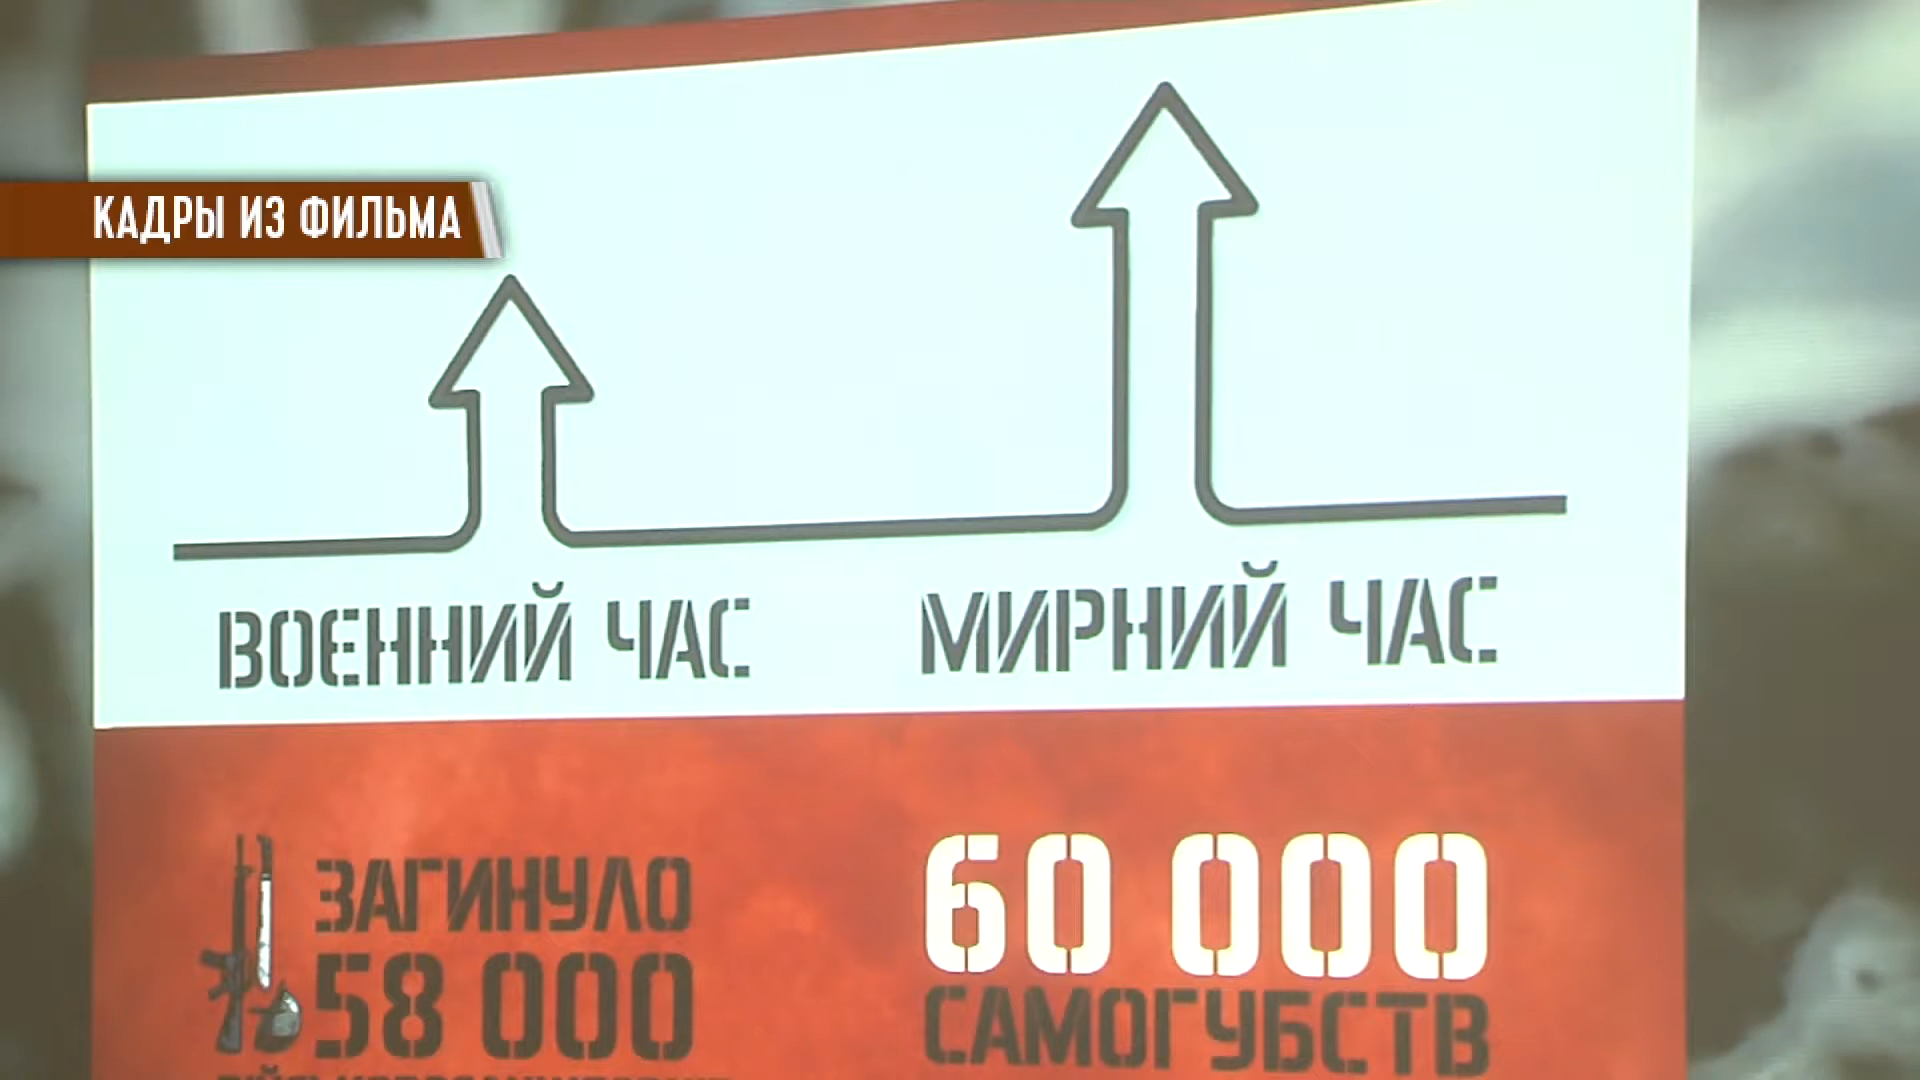 КАДРЫ ИЗ ФИЛЬМА
ВОЕННИЙ ЧАС
МИРНИЙ ЧАС
ЗАГИНУЛО
58 000
60 000
САМОГУБСТВ